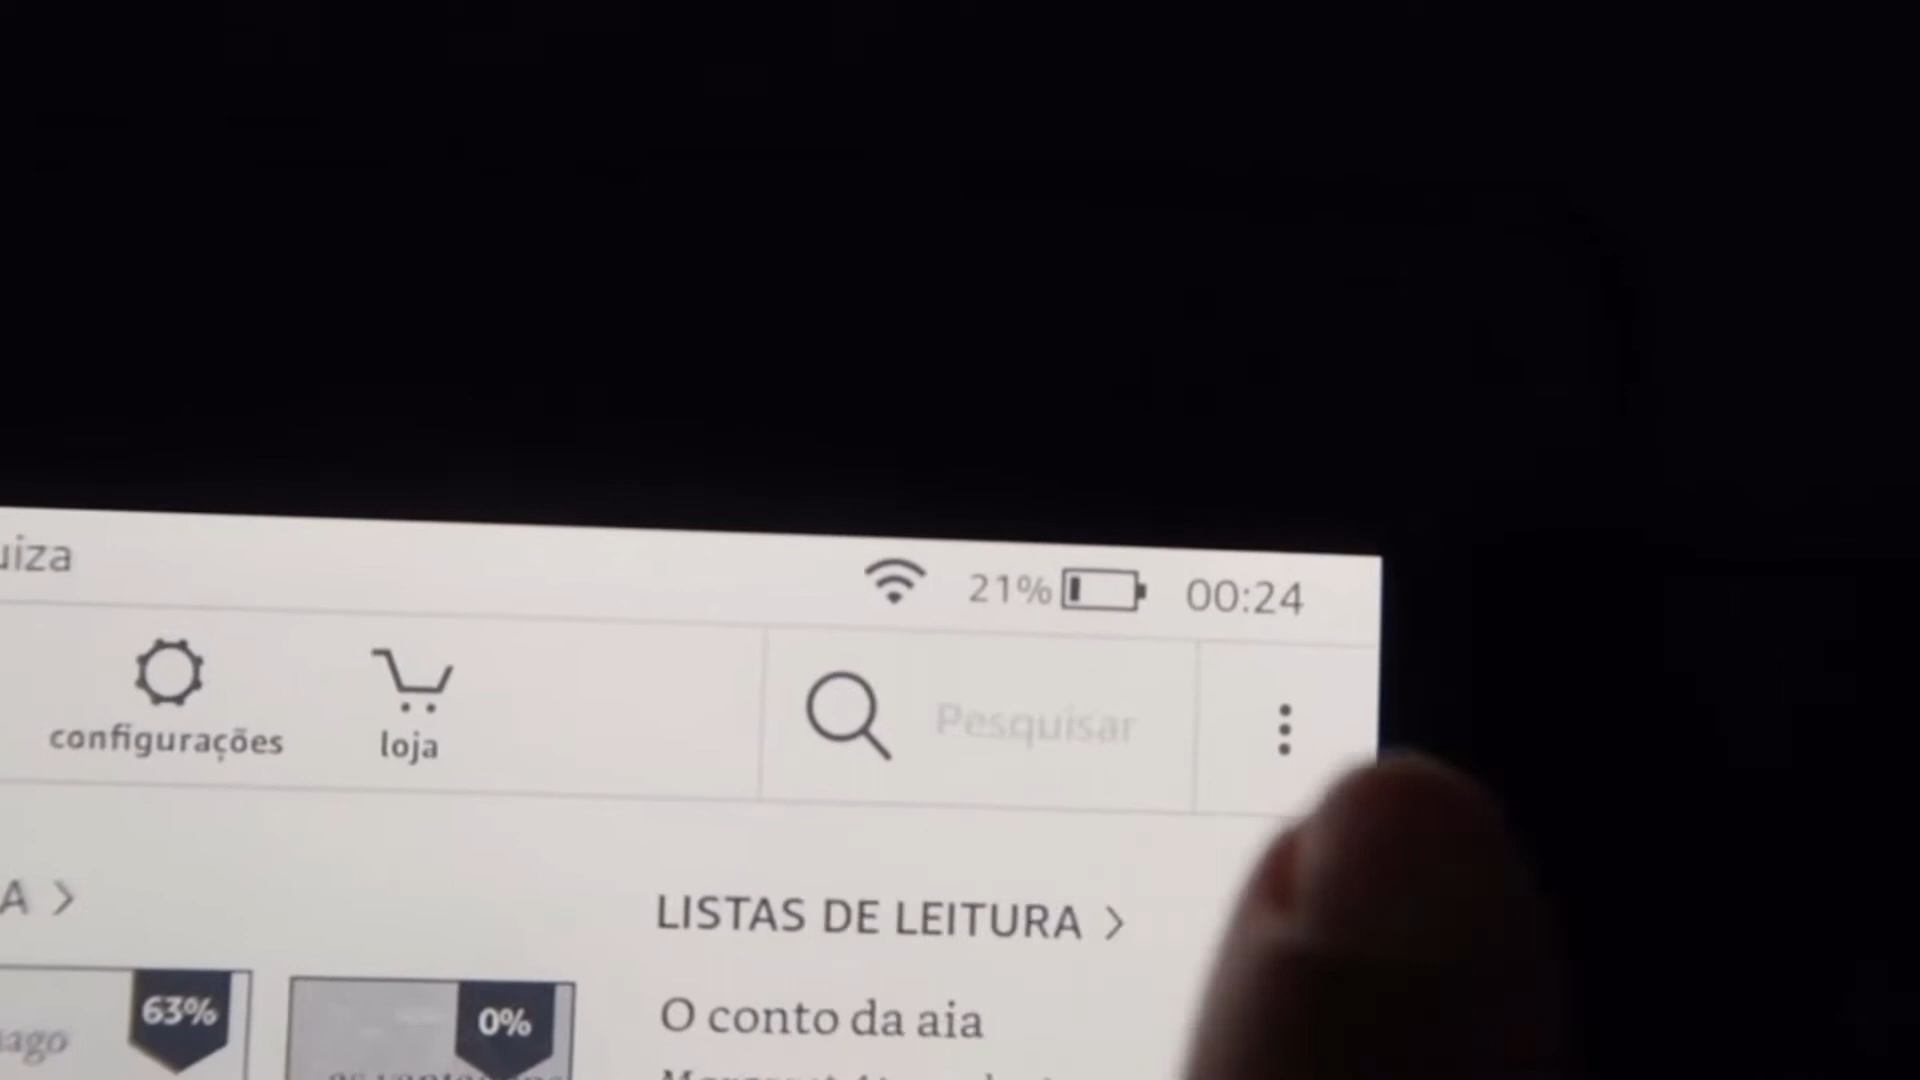 uiza
21% 00:24
configurações loja Pesquisar
A > LISTAS DE LEITURA >
63% 0%
ago O conto da aia